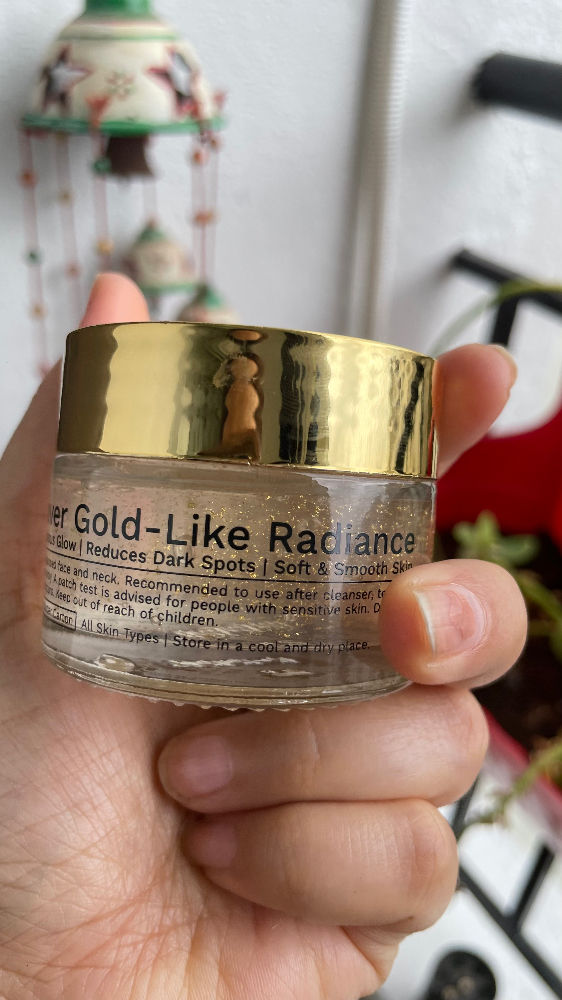 Gold-Like Radiance
Glow | Reduces Dark Spots | Soft & Smooth Skin
face and neck. Recommended to use after cleanser,
A patch test is advised for people with sensitive skin.
Keep out of reach of children.
Carton | All Skin Types | Store in a cool and dry place.